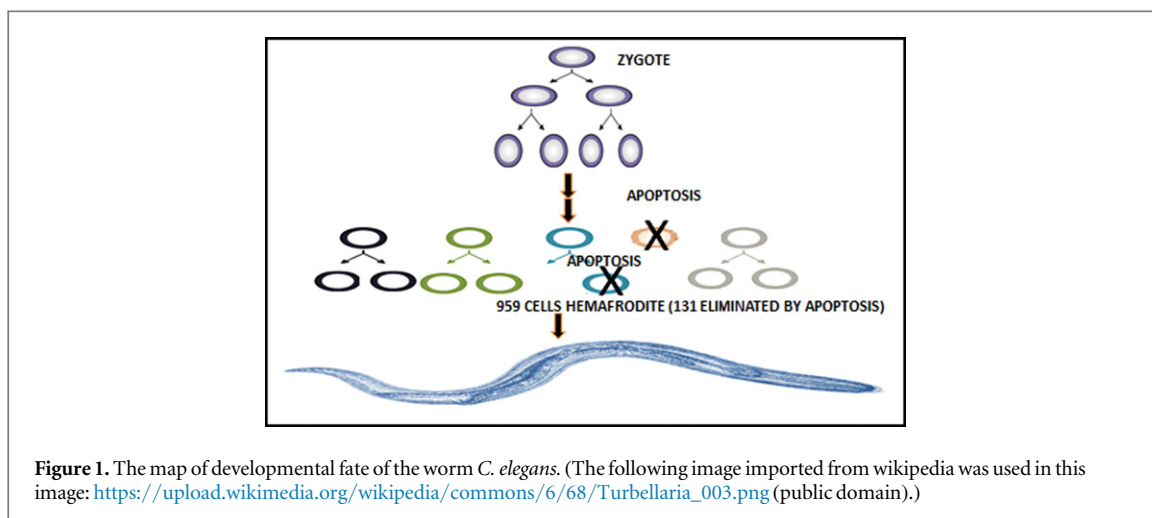 ZYGOTE
APOPTOSIS
APOPTOSIS
959 CELLS HEMAFRODITE (131 ELIMINATED BY APOPTOSIS)
Figure 1. The map of developmental fate of the worm C. elegans. (The following image imported from wikipedia was used in this
image: https://upload.wikimedia.org/wikipedia/commons/6/68/Turbellaria_003.png (public domain).)